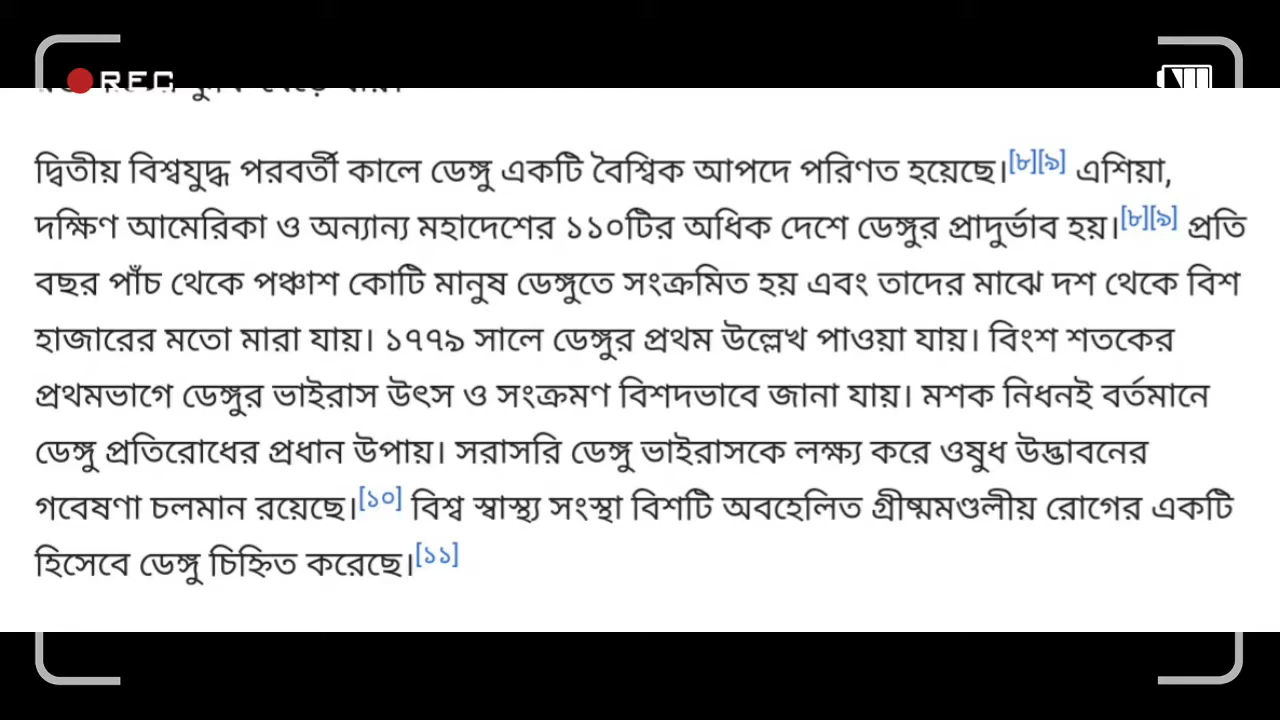 REC
দ্বিতীয় বিশ্বযুদ্ধ পরবর্তী কালে ডেঙ্গু একটি বৈশ্বিক আপদে পরিণত হয়েছে।[৮][৯] এশিয়া,
দক্ষিণ আমেরিকা ও অন্যান্য মহাদেশের ১১০টির অধিক দেশে ডেঙ্গুর প্রাদুর্ভাব হয়।[৮][৯] প্রতি
বছর পাঁচ থেকে পঞ্চাশ কোটি মানুষ ডেঙ্গুতে সংক্রমিত হয় এবং তাদের মাঝে দশ থেকে বিশ
হাজারের মতো মারা যায়। ১৭৭৯ সালে ডেঙ্গুর প্রথম উল্লেখ পাওয়া যায়। বিংশ শতকের
প্রথমভাগে ডেঙ্গুর ভাইরাস উৎস ও সংক্রমণ বিশদভাবে জানা যায়। মশক নিধনই বর্তমানে
ডেঙ্গু প্রতিরোধের প্রধান উপায়। সরাসরি ডেঙ্গু ভাইরাসকে লক্ষ্য করে ওষুধ উদ্ভাবনের
গবেষণা চলমান রয়েছে।[১০] বিশ্ব স্বাস্থ্য সংস্থা বিশটি অবহেলিত গ্রীষ্মমণ্ডলীয় রোগের একটি
হিসেবে ডেঙ্গু চিহ্নিত করেছে।[১১]